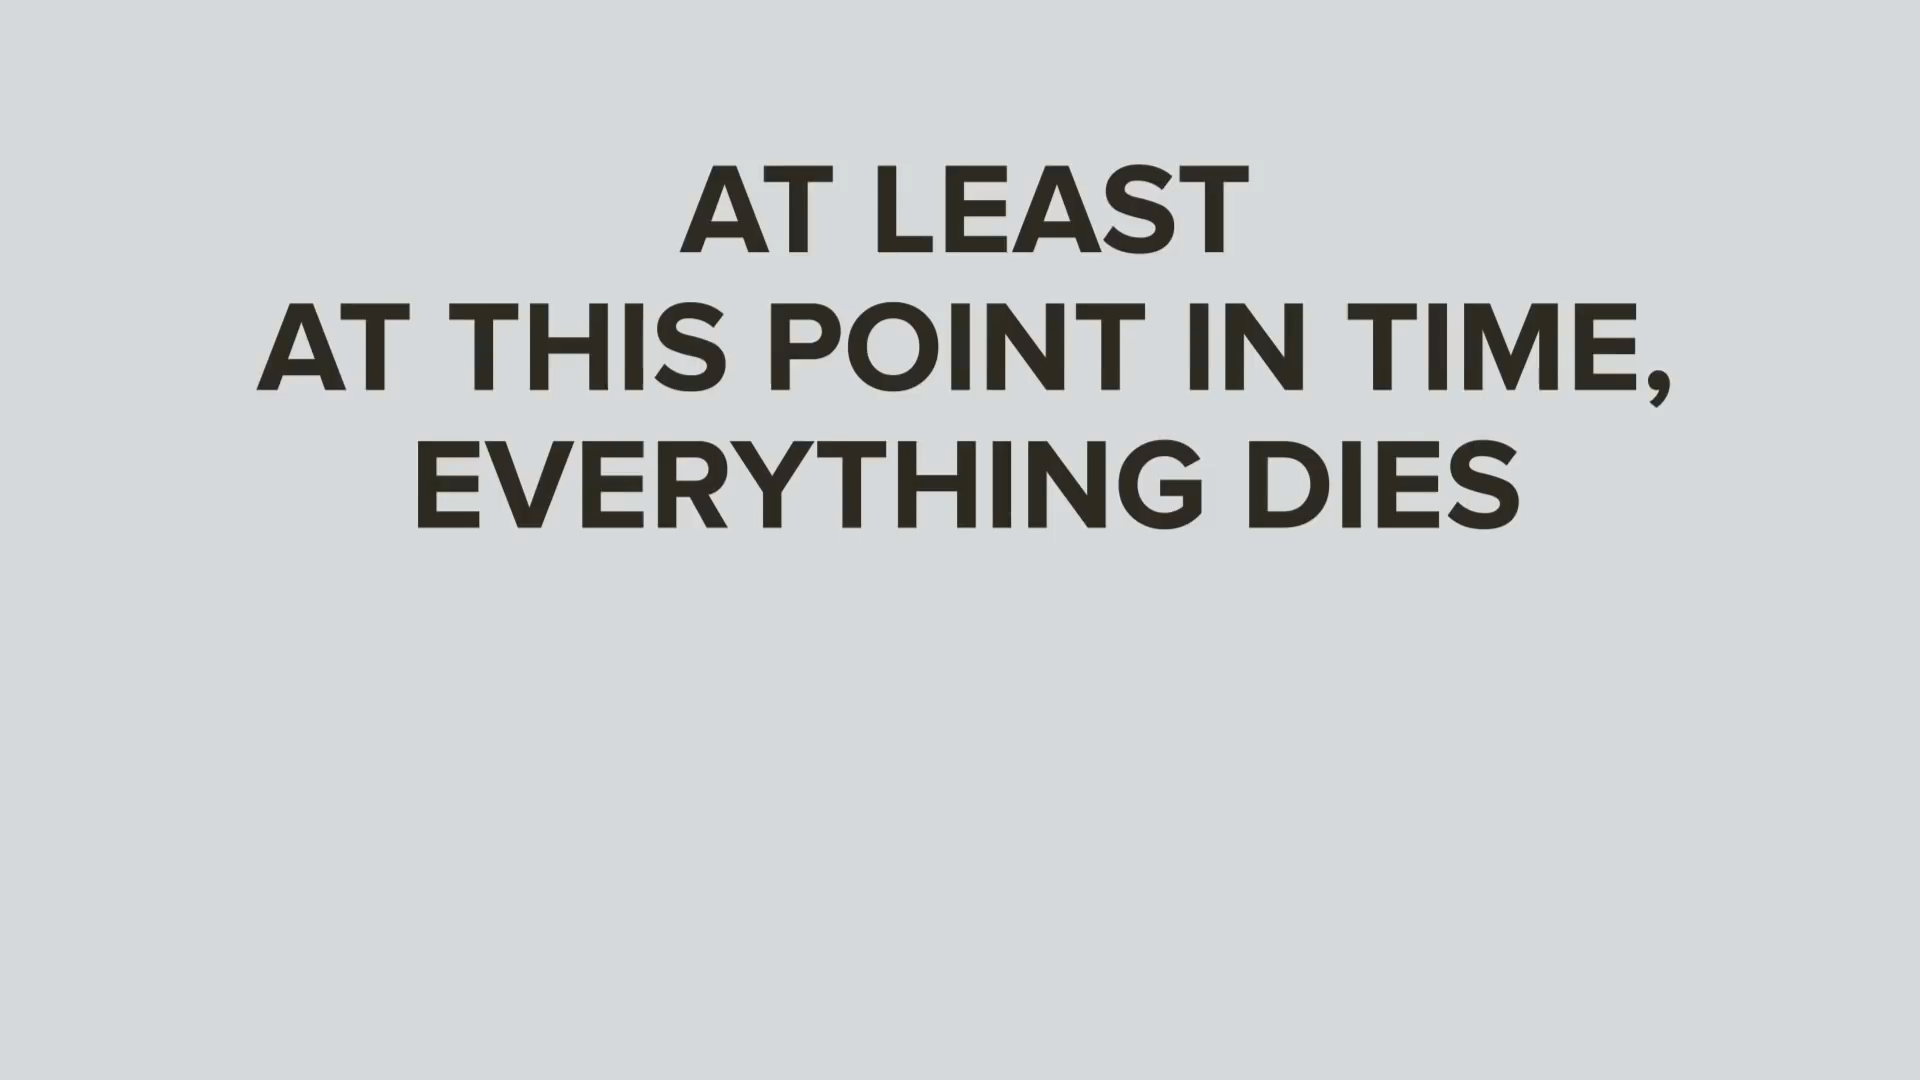 AT LEAST
AT THIS POINT IN TIME,
EVERYTHING DIES